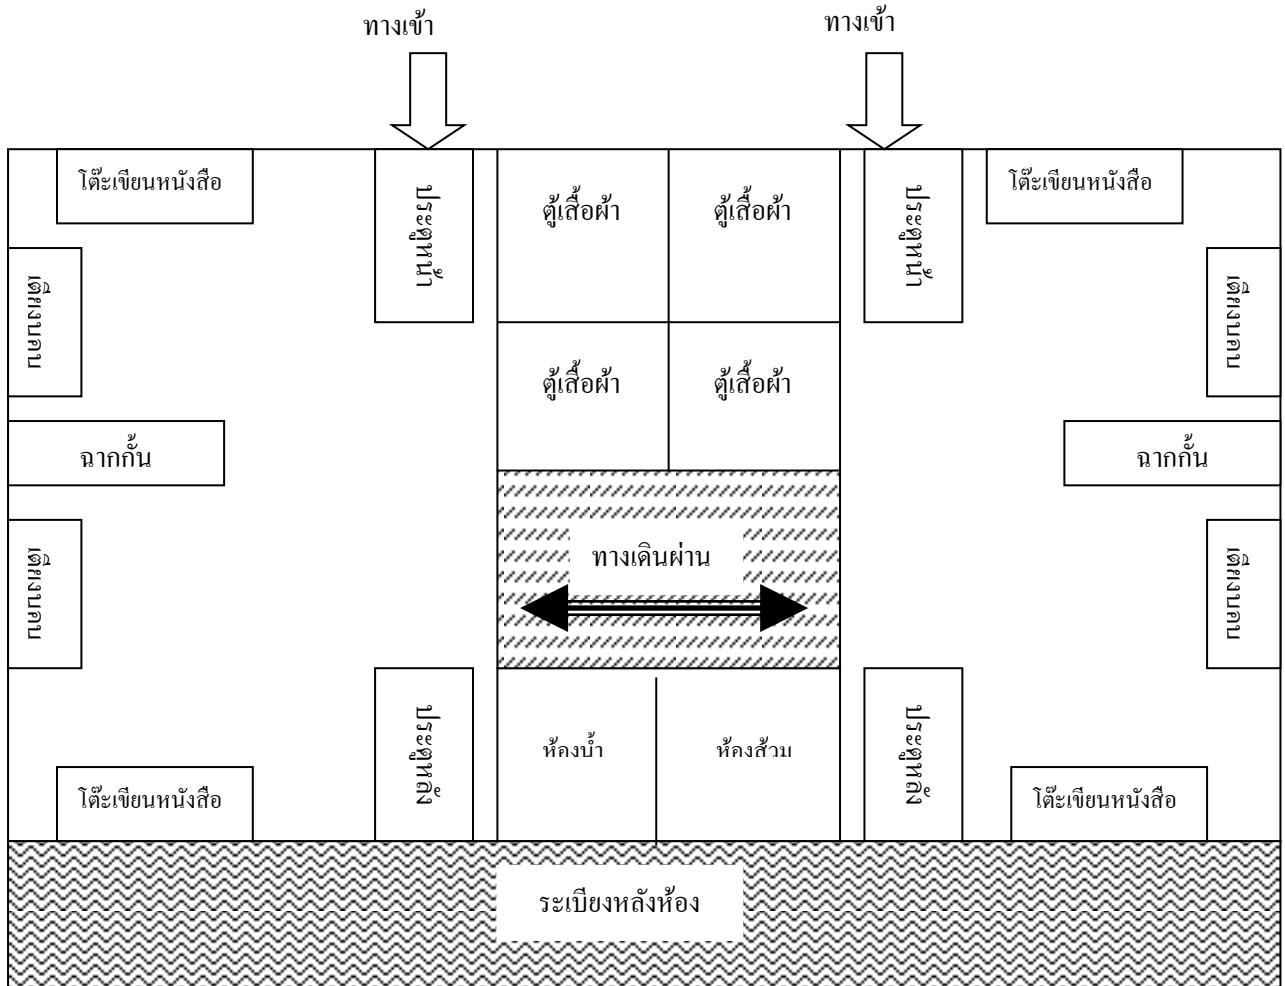 ทางเข้า
ทางเข้า
โต๊ะเขียนหนังสือ
ประตูหน้า
ตู้เสื้อผ้า
ตู้เสื้อผ้า
ประตูหน้า
โต๊ะเขียนหนังสือ
เตียงนอน
เตียงนอน
ตู้เสื้อผ้า
ตู้เสื้อผ้า
ฉากกั้น
ฉากกั้น
เตียงนอน
ทางเดินผ่าน
เตียงนอน
ประตูหลัง
ห้องน้ำ
ห้องส้วม
ประตูหลัง
โต๊ะเขียนหนังสือ
โต๊ะเขียนหนังสือ
ระเบียงหลังห้อง